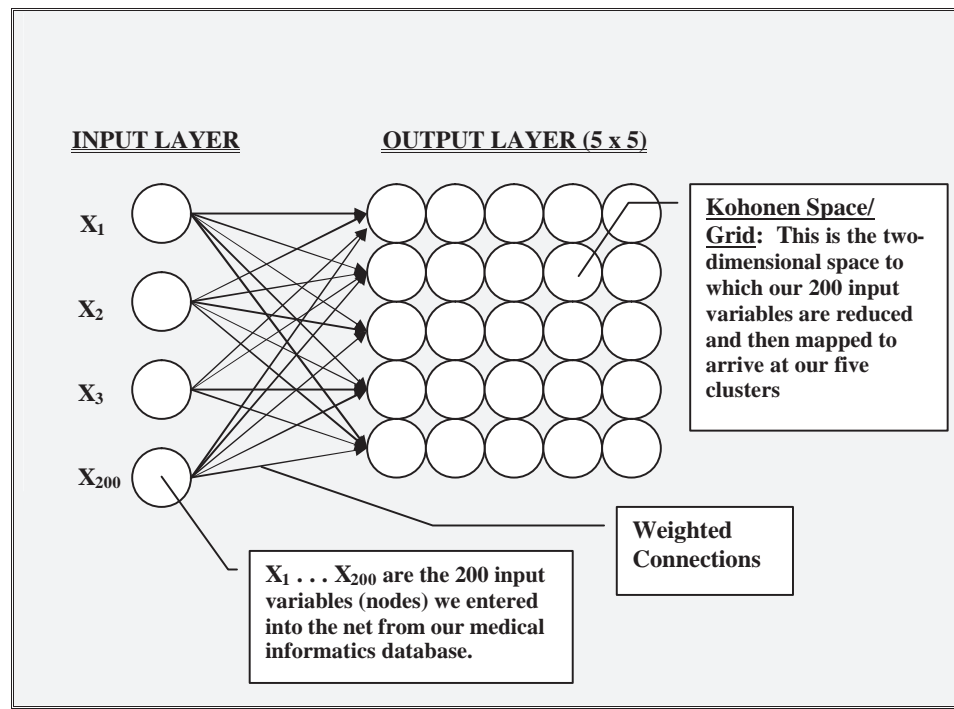 INPUT LAYER
OUTPUT LAYER (5 x 5)
X₁
X₂
X₃
X₂₀₀
Kohonen Space/
Grid: This is the two-
dimensional space to
which our 200 input
variables are reduced
and then mapped to
arrive at our five
clusters
Weighted
Connections
X₁ . . . X₂₀₀ are the 200 input
variables (nodes) we entered
into the net from our medical
informatics database.